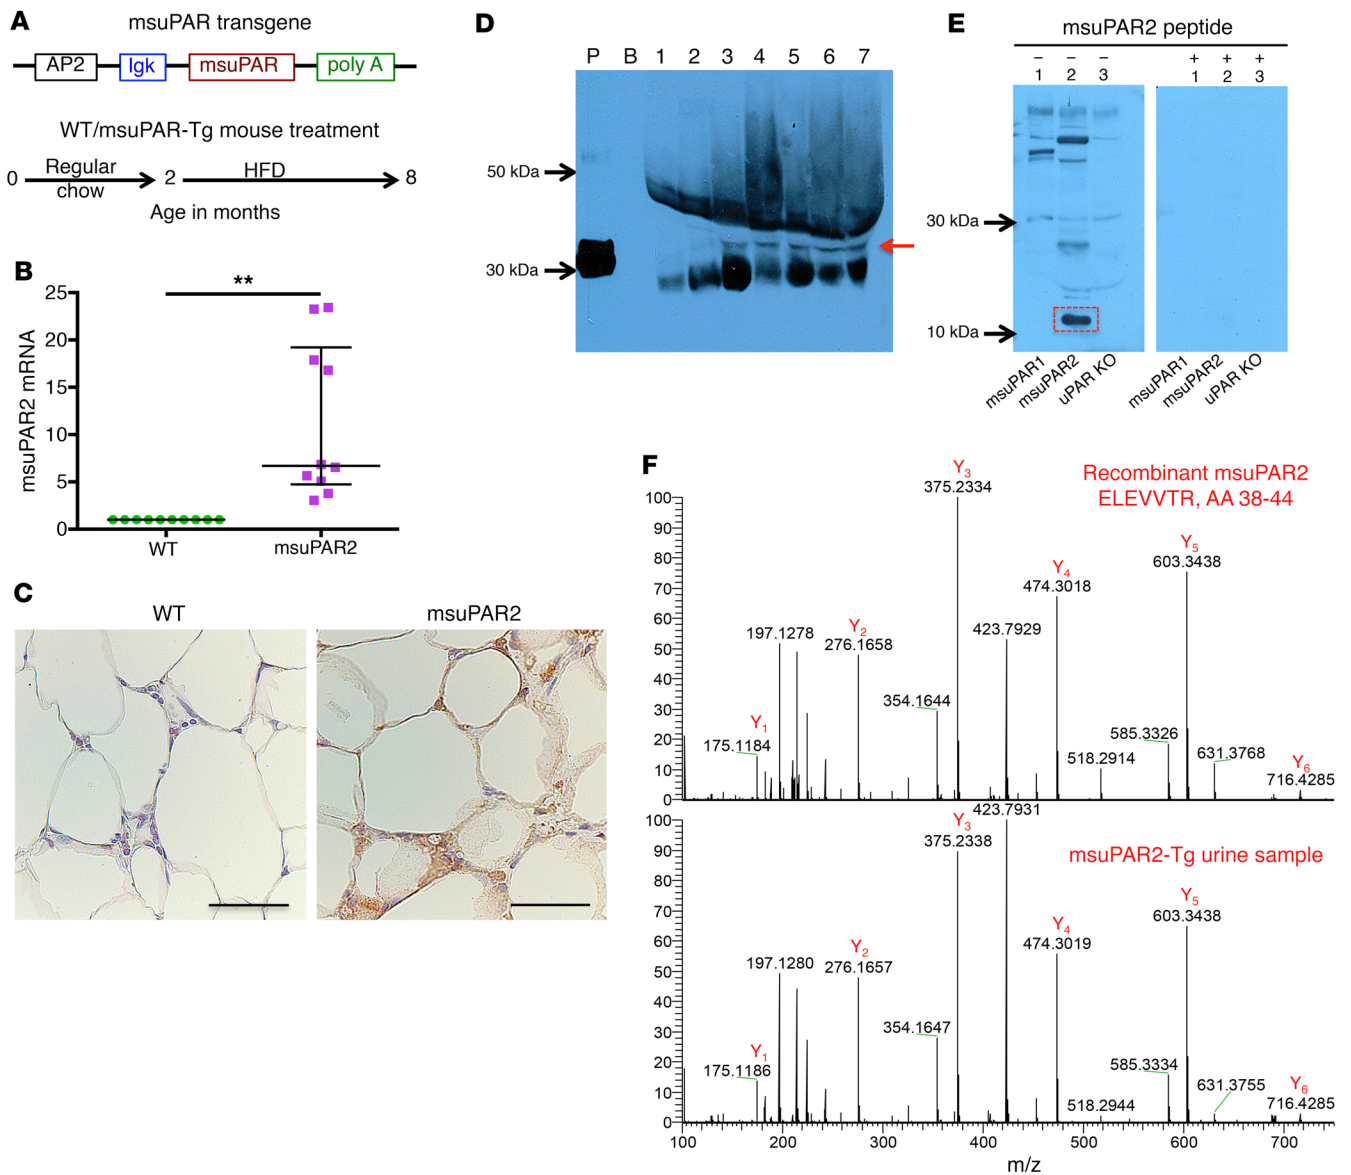 A
msuPAR transgene
AP2 Igk msuPAR poly A
WT/msuPAR-Tg mouse treatment
0 Regular chow 2 HFD 8
Age in months
B
**
msuPAR2 mRNA
25
20
15
10
5
0
WT msuPAR2
C
WT msuPAR2
D
P B 1 2 3 4 5 6 7
50 kDa
30 kDa
E
msuPAR2 peptide
– – – + + +
1 2 3 1 2 3
30 kDa
10 kDa
msuPAR1 msuPAR2 uPAR KO msuPAR1 msuPAR2 uPAR KO
F
Recombinant msuPAR2
ELEVVTR, AA 38-44
100
90
80
70
60
50
40
30
20
10
0
Y1
175.1184
197.1278
Y2
276.1658
354.1644
Y3
375.2334
423.7929
Y4
474.3018
518.2914
585.3326
Y5
603.3438
631.3768
Y6
716.4285
msuPAR2-Tg urine sample
100
90
80
70
60
50
40
30
20
10
0
Y1
175.1186
197.1280
Y2
276.1657
354.1647
Y3
375.2338
423.7931
Y4
474.3019
518.2944
585.3334
Y5
603.3438
631.3755
Y6
716.4285
100 200 300 400 500 600 700
m/z